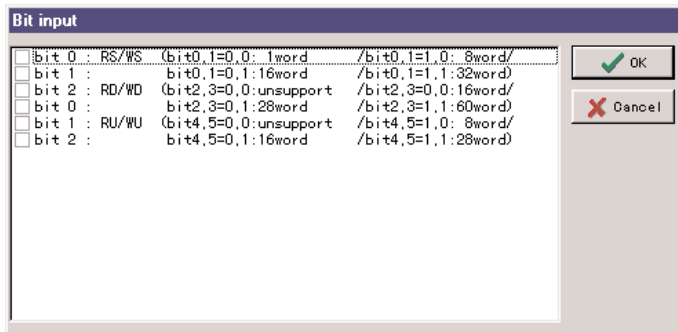 Bit input
bit 0 : RS/WS (bit0,1=0,0: 1word /bit0,1=1,0: 8word/
bit 1 : bit0,1=0,1:16word /bit0,1=1,1:32word)
bit 2 : RD/WD (bit2,3=0,0:unsupport /bit2,3=0,0:16word/
bit 0 : bit0,1=0,1:28word /bit2,3=1,1:60word)
bit 1 : RU/WU (bit4,5=0,0:unsupport /bit4,5=1,0: 8word/
bit 2 : bit4,5=0,1:16word /bit4,5=1,1:28word)
OK
Cancel